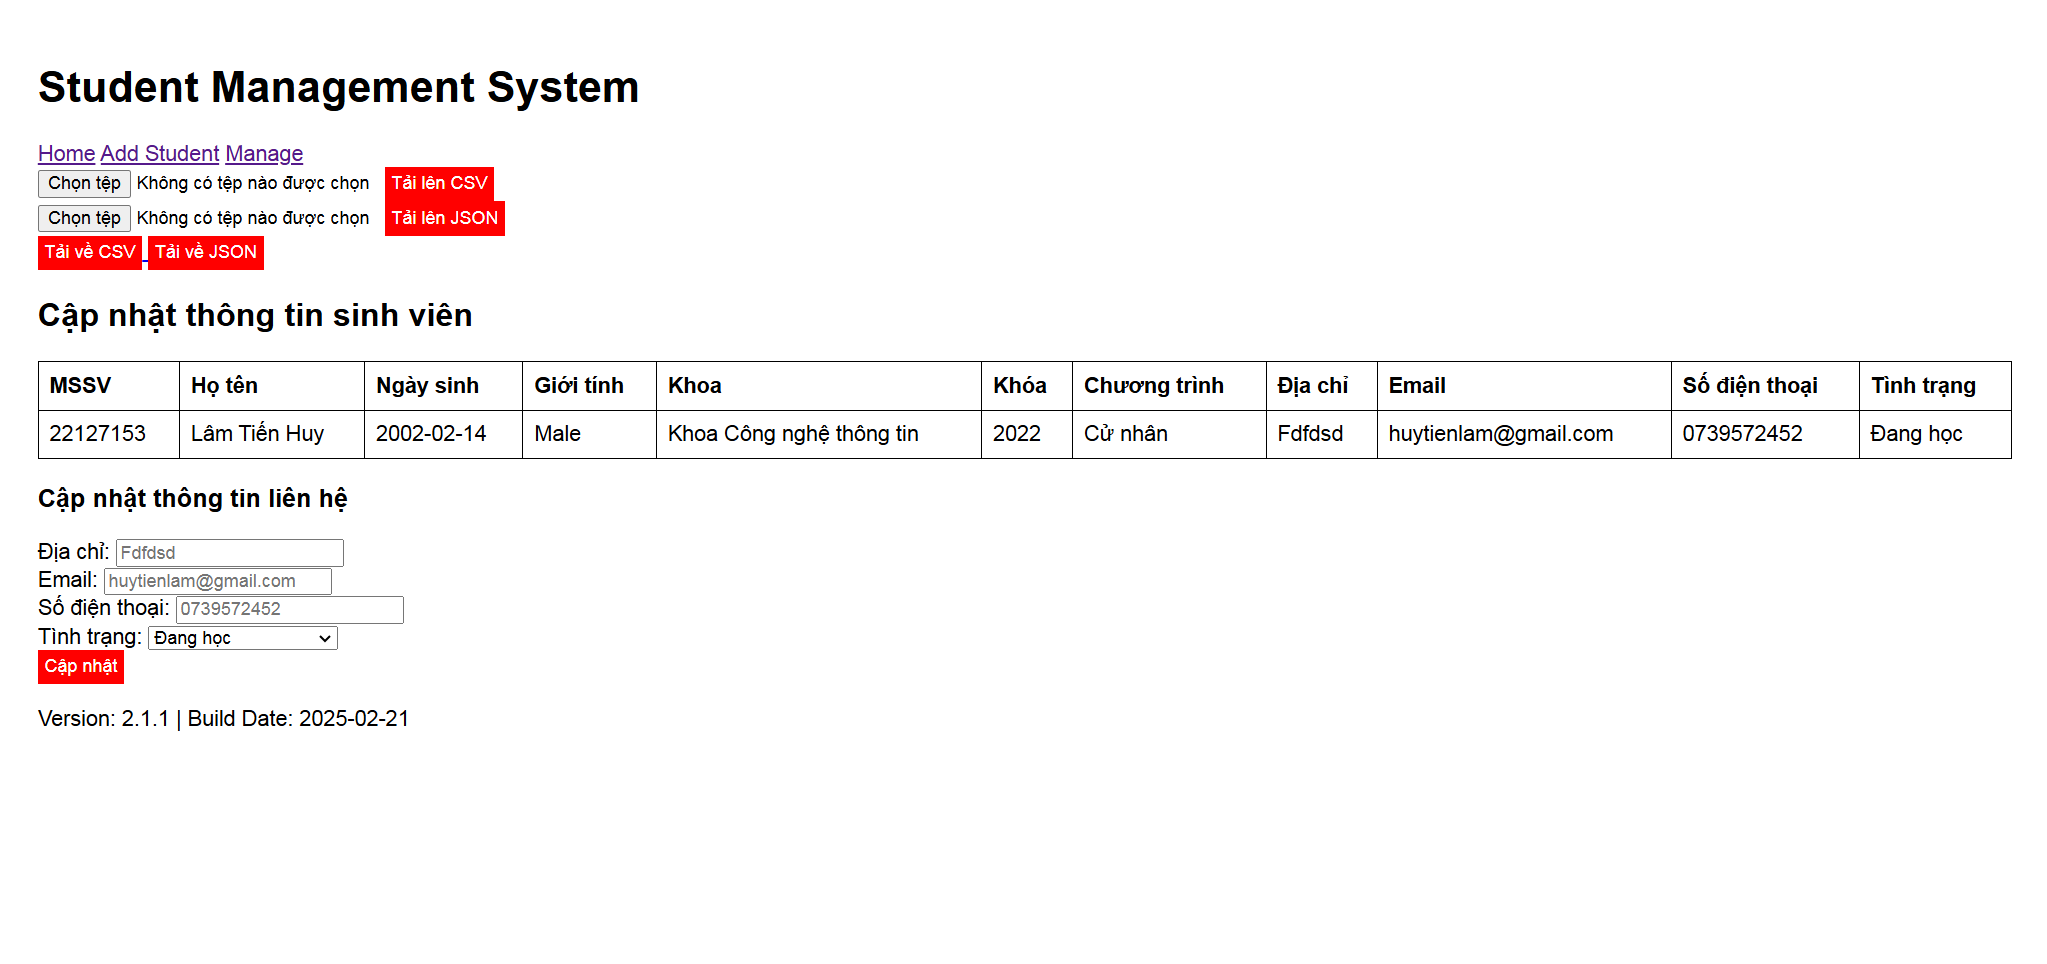 Student Management System
Home Add Student Manage
Chọn tệp Không có tệp nào được chọn Tải lên CSV
Chọn tệp Không có tệp nào được chọn Tải lên JSON
Tải về CSV Tải về JSON
Cập nhật thông tin sinh viên
MSSV Họ tên Ngày sinh Giới tính Khoa Khóa Chương trình Địa chỉ Email Số điện thoại Tình trạng
22127153 Lâm Tiến Huy 2002-02-14 Male Khoa Công nghệ thông tin 2022 Cử nhân Fdfdsd huytienlam@gmail.com 0739572452 Đang học
Cập nhật thông tin liên hệ
Địa chỉ: Fdfdsd
Email: huytienlam@gmail.com
Số điện thoại: 0739572452
Tình trạng: Đang học
Cập nhật
Version: 2.1.1 | Build Date: 2025-02-21